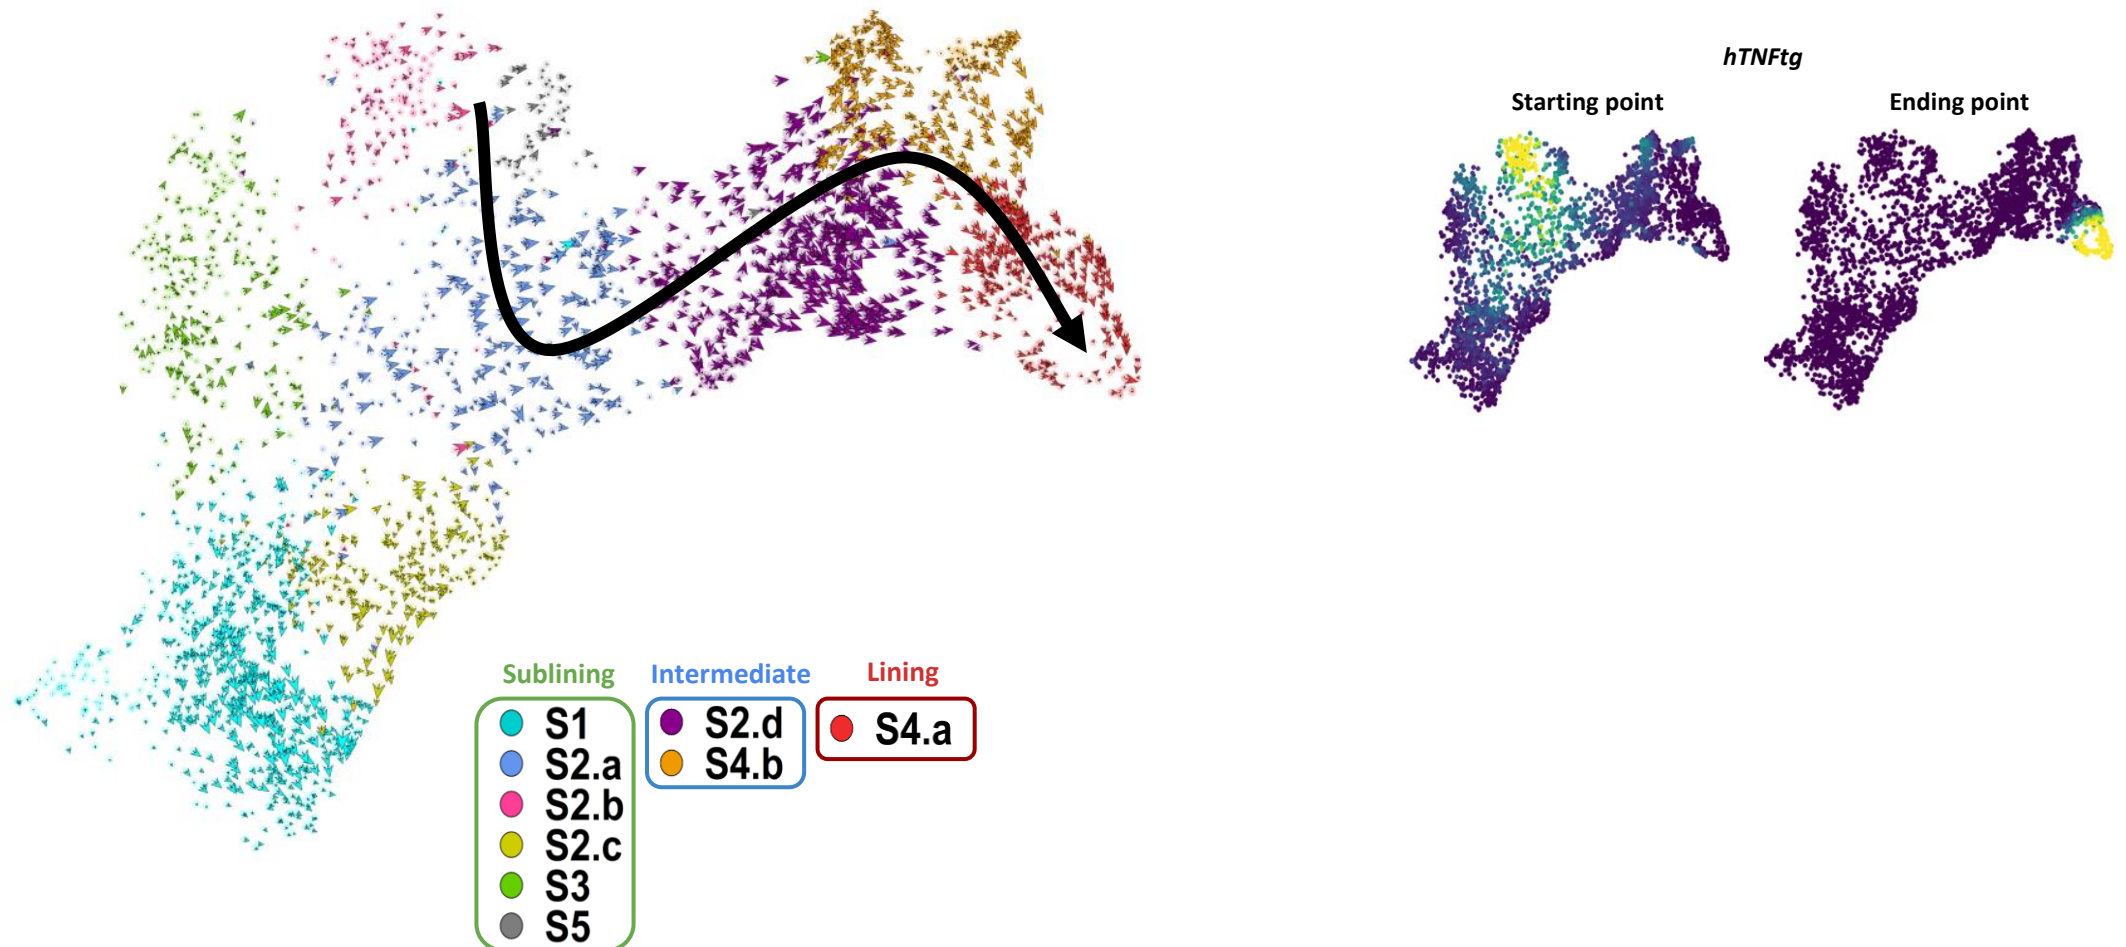 hTNFtg
Starting point
Ending point
Sublining
Intermediate
Lining
S1
S2.a
S2.b
S2.c
S3
S5
S2.d
S4.b
S4.a